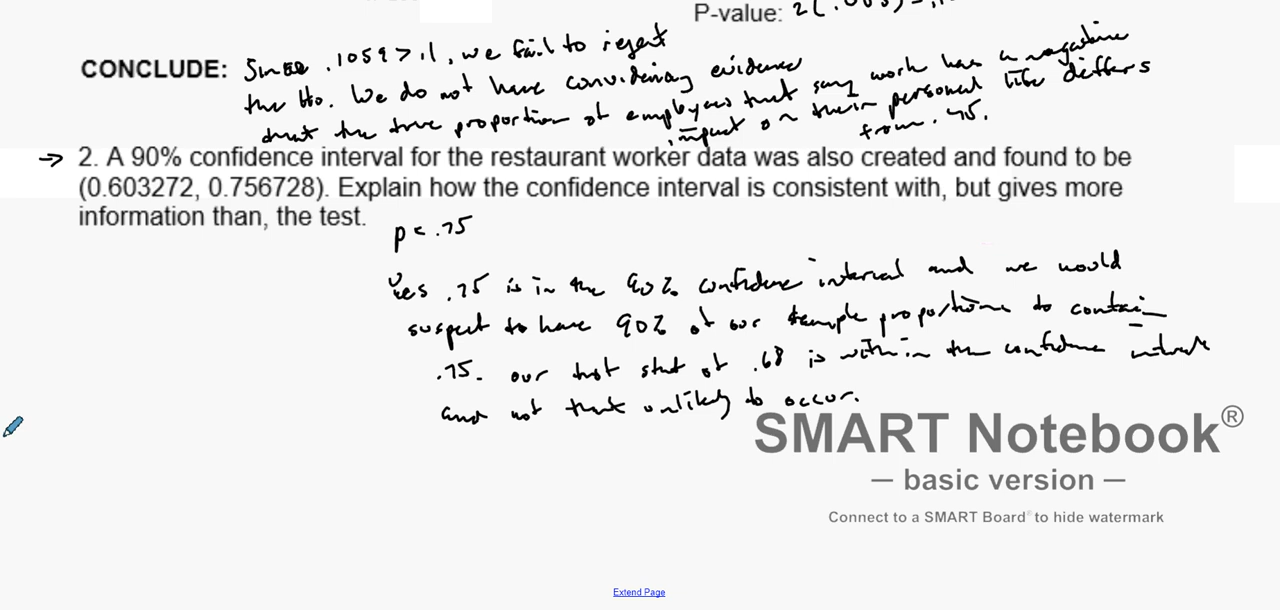 P-value: 2(.053)=.1
CONCLUDE: Since .1059 > .1, we fail to reject
the Ho. We do not have convincing evidence
that the true proportion of employees that say work has a negative
impact on their personal life differs
from .75.
→ 2. A 90% confidence interval for the restaurant worker data was also created and found to be
(0.603272, 0.756728). Explain how the confidence interval is consistent with, but gives more
information than, the test.
p < .75
Yes .75 is in the 90% confidence interval and we would
suspect to have 90% of our sample proportions to contain
.75. our test stat of .68 is within the confidence
and not that unlikely to occur.
SMART Notebook®
— basic version —
Connect to a SMART Board® to hide watermark
Extend Page